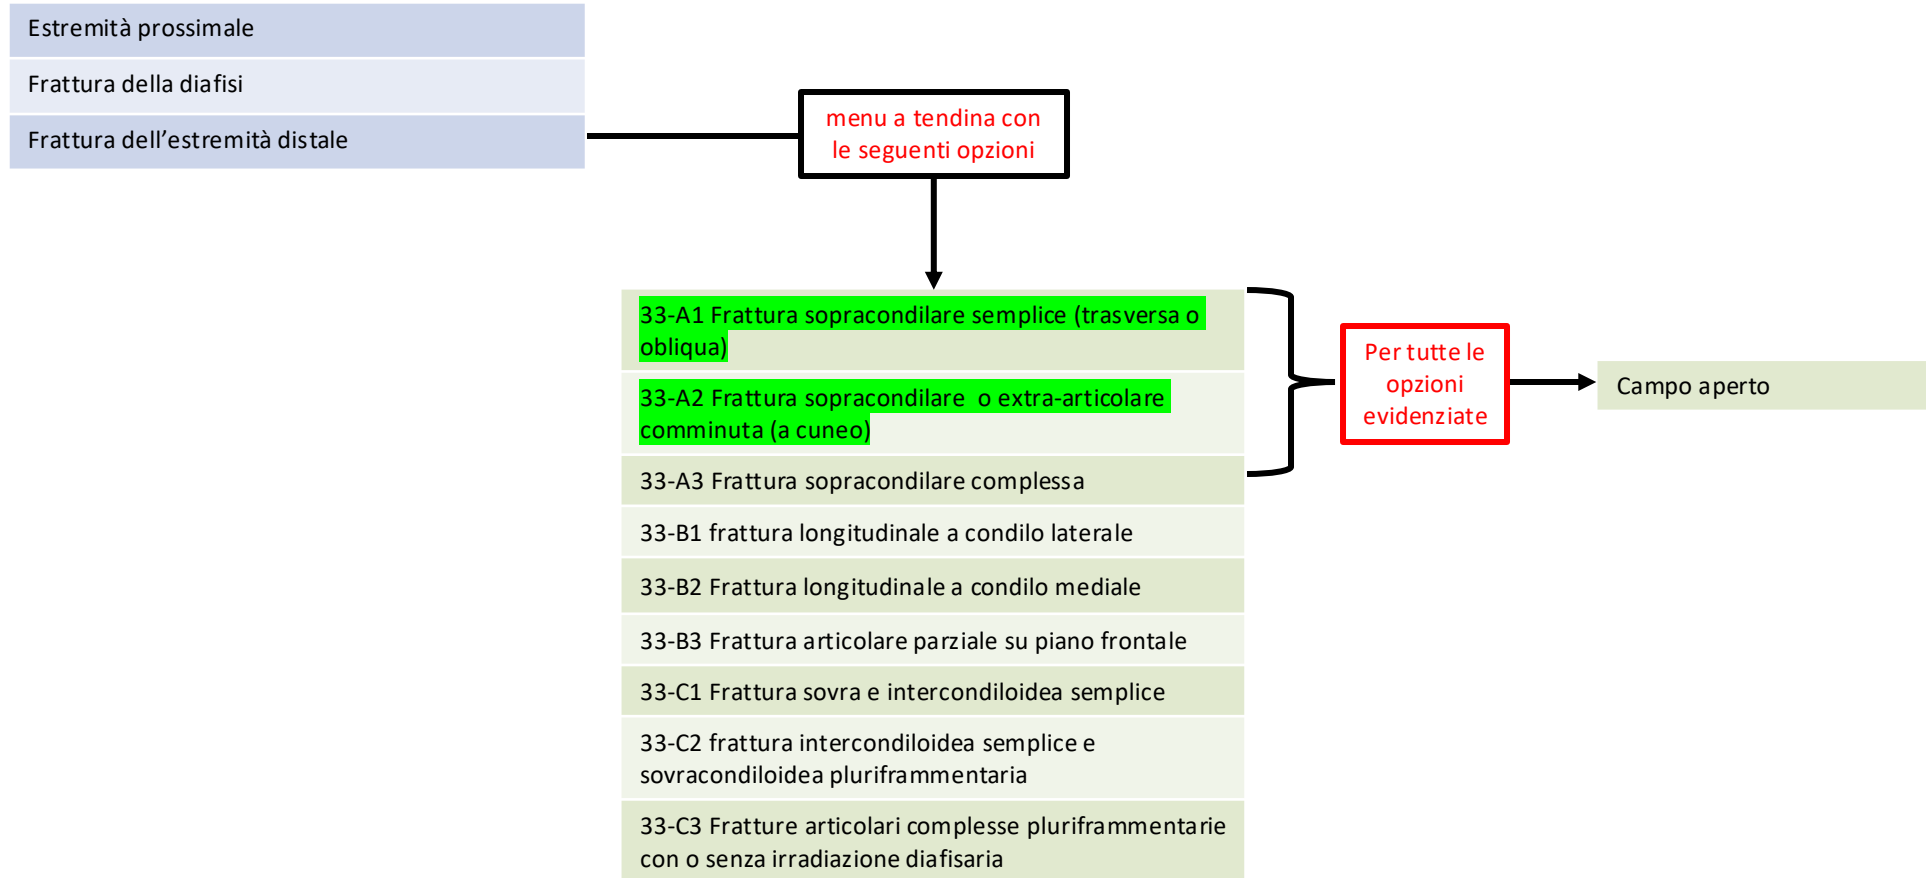 Estremità prossimale
Frattura della diafisi
Frattura dell’estremità distale
menu a tendina con
le seguenti opzioni
33-A1 Frattura sopracondilare semplice (trasversa o
obliqua)
33-A2 Frattura sopracondilare  o extra-articolare
comminuta (a cuneo)
33-A3 Frattura sopracondilare complessa
33-B1 frattura longitudinale a condilo laterale
33-B2 Frattura longitudinale a condilo mediale
33-B3 Frattura articolare parziale su piano frontale
33-C1 Frattura sovra e intercondiloidea semplice
33-C2 frattura intercondiloidea semplice e
sovracondiloidea pluriframmentaria
33-C3 Fratture articolari complesse pluriframmentarie
con o senza irradiazione diafisaria
Per tutte le
opzioni
evidenziate
Campo aperto